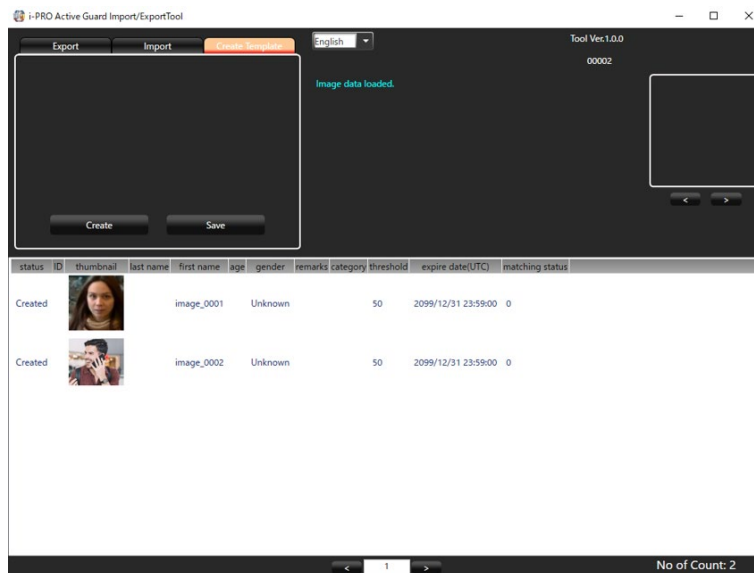 i-PRO Active Guard Import/ExportTool
Export Import Create Template English Tool Ver.1.0.0
00002
Image data loaded.
< >
Create Save
status ID thumbnail last name first name age gender remarks category threshold expire date(UTC) matching status
Created image_0001 Unknown 50 2099/12/31 23:59:00 0
Created image_0002 Unknown 50 2099/12/31 23:59:00 0
< 1 > No of Count: 2